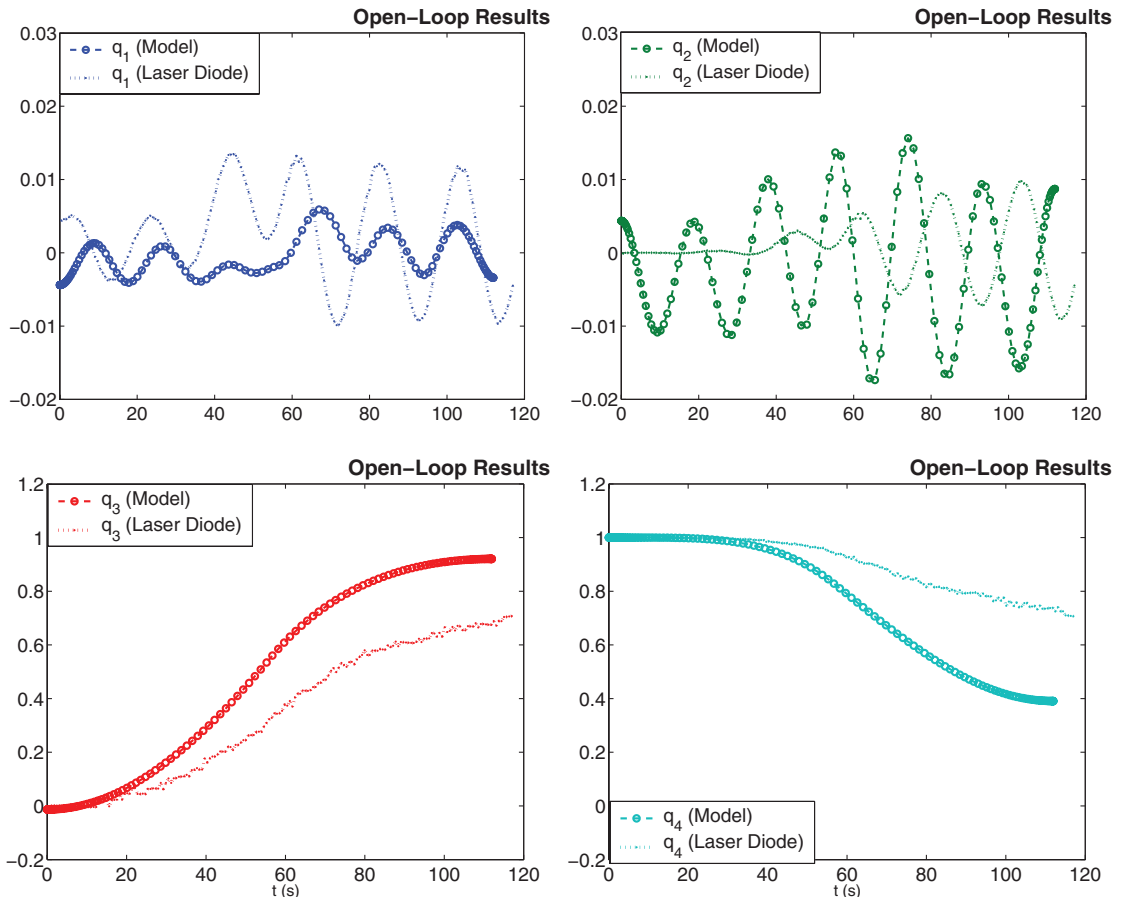 Open−Loop Results
0.03
0.02
0.01
0
−0.01
−0.02
q1 (Model)
q1 (Laser Diode)
0 20 40 60 80 100 120
Open−Loop Results
0.03
0.02
0.01
0
−0.01
−0.02
q2 (Model)
q2 (Laser Diode)
0 20 40 60 80 100 120
Open−Loop Results
1.2
1
0.8
0.6
0.4
0.2
0
−0.2
q3 (Model)
q3 (Laser Diode)
0 20 40 60 80 100 120
t (s)
Open−Loop Results
1.2
1
0.8
0.6
0.4
0.2
0
−0.2
q4 (Model)
q4 (Laser Diode)
0 20 40 60 80 100 120
t (s)